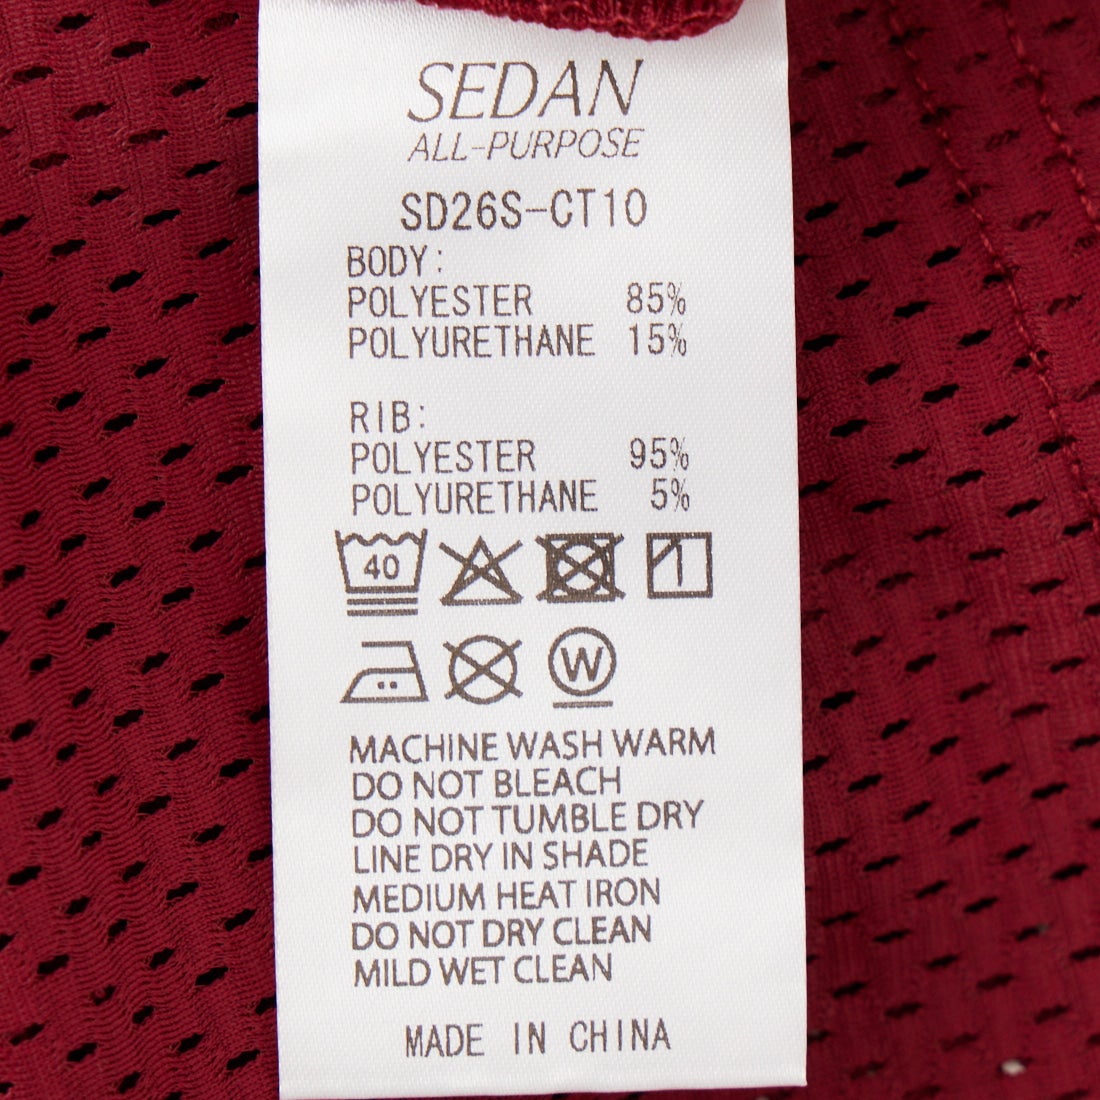 SEDAN
ALL-PURPOSE
SD26S-CT10
BODY:
POLYESTER 85%
POLYURETHANE 15%
RIB:
POLYESTER 95%
POLYURETHANE 5%
40
W
MACHINE WASH WARM
DO NOT BLEACH
DO NOT TUMBLE DRY
LINE DRY IN SHADE
MEDIUM HEAT IRON
DO NOT DRY CLEAN
MILD WET CLEAN
MADE IN CHINA